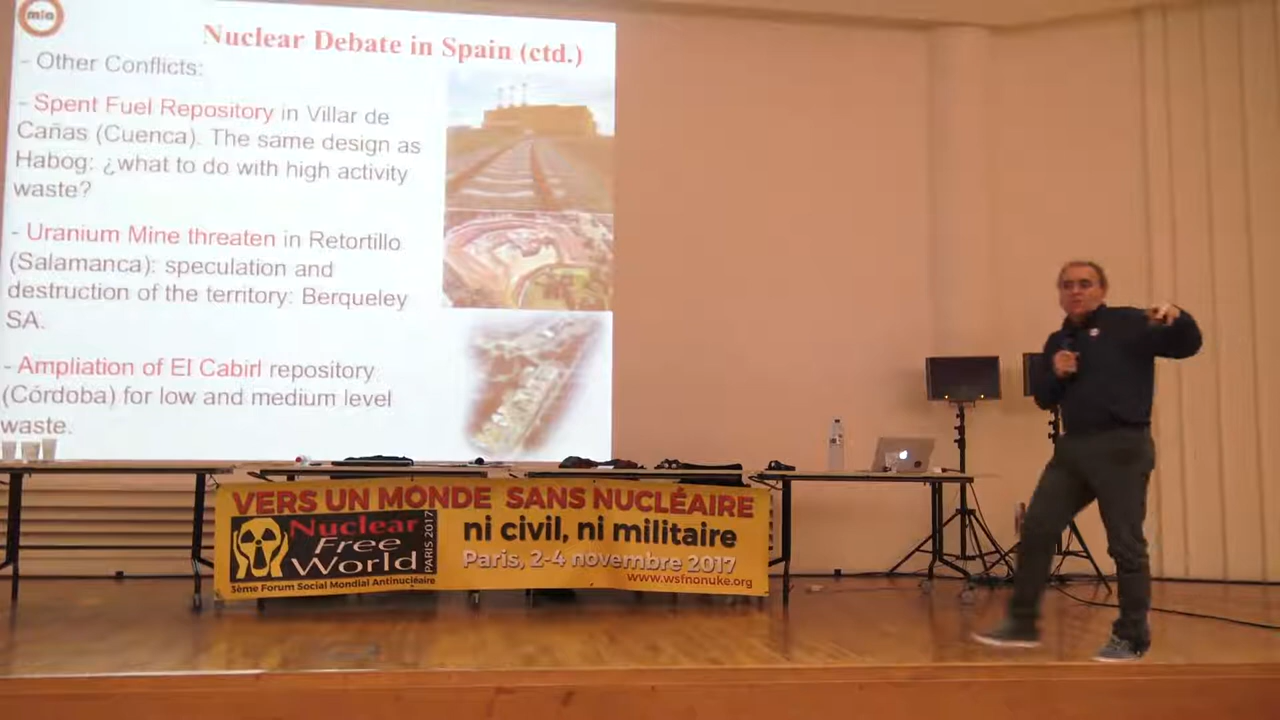 mía
Nuclear Debate in Spain (ctd.)
- Other Conflicts:
- Spent Fuel Repository in Villar de
Cañas (Cuenca). The same design as
Habog: ¿what to do with high activity
waste?
- Uranium Mine threaten in Retortillo
(Salamanca): speculation and
destruction of the territory: Berqueley
SA.
- Ampliation of El Cabirl repository
(Córdoba) for low and medium level
waste.
VERS UN MONDE SANS NUCLÉAIRE
ni civil, ni militaire
Paris, 2-4 novembre 2017
www.wsfnonuke.org
Nuclear
Free
World
PARIS 2017
3ème Forum Social Mondial Antinucléaire